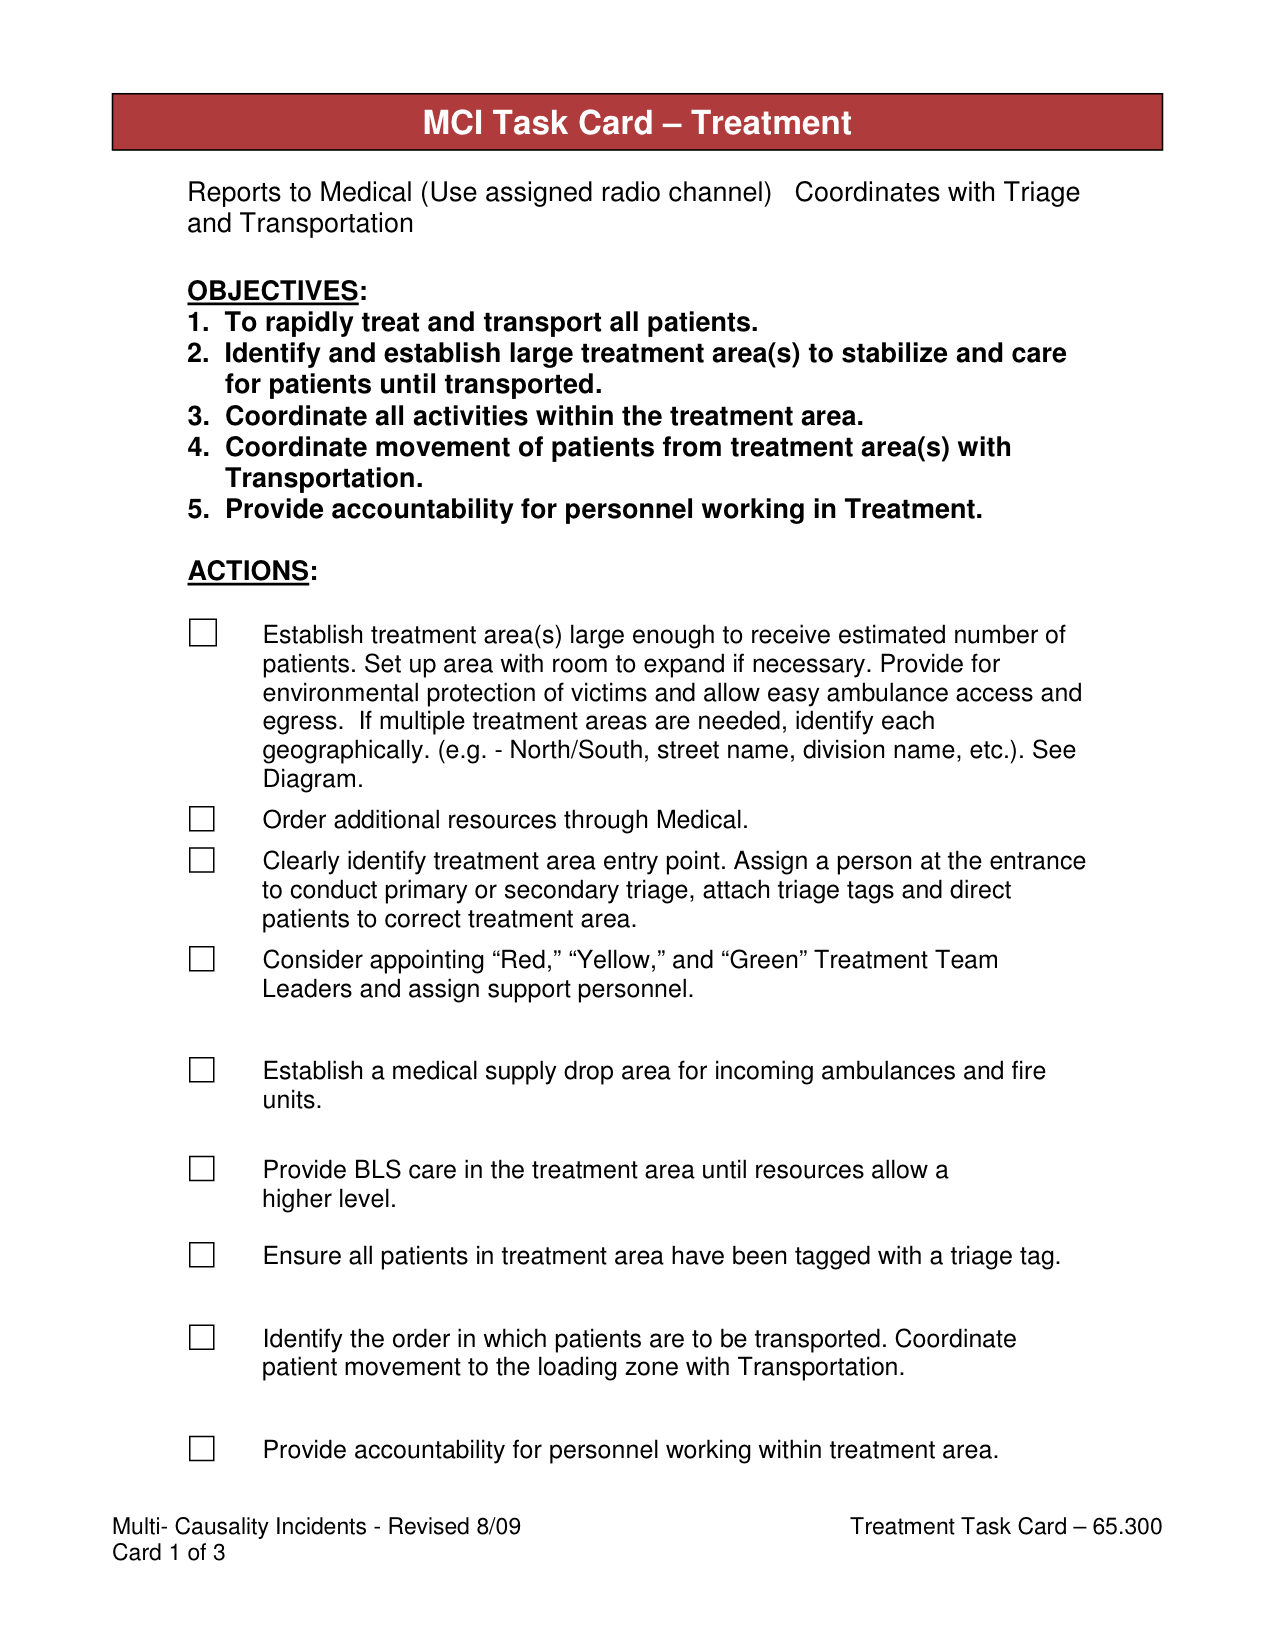 MCI Task Card – Treatment
Reports to Medical (Use assigned radio channel)   Coordinates with Triage
and Transportation
OBJECTIVES:
1. To rapidly treat and transport all patients.
2. Identify and establish large treatment area(s) to stabilize and care
for patients until transported.
3. Coordinate all activities within the treatment area.
4. Coordinate movement of patients from treatment area(s) with
Transportation.
5. Provide accountability for personnel working in Treatment.
ACTIONS:
Establish treatment area(s) large enough to receive estimated number of
patients. Set up area with room to expand if necessary. Provide for
environmental protection of victims and allow easy ambulance access and
egress.  If multiple treatment areas are needed, identify each
geographically. (e.g. - North/South, street name, division name, etc.). See
Diagram.
Order additional resources through Medical.
Clearly identify treatment area entry point. Assign a person at the entrance
to conduct primary or secondary triage, attach triage tags and direct
patients to correct treatment area.
Consider appointing “Red,” “Yellow,” and “Green” Treatment Team
Leaders and assign support personnel.
Establish a medical supply drop area for incoming ambulances and fire
units.
Provide BLS care in the treatment area until resources allow a
higher level.
Ensure all patients in treatment area have been tagged with a triage tag.
Identify the order in which patients are to be transported. Coordinate
patient movement to the loading zone with Transportation.
Provide accountability for personnel working within treatment area.
Multi- Causality Incidents - Revised 8/09 Treatment Task Card – 65.300
Card 1 of 3